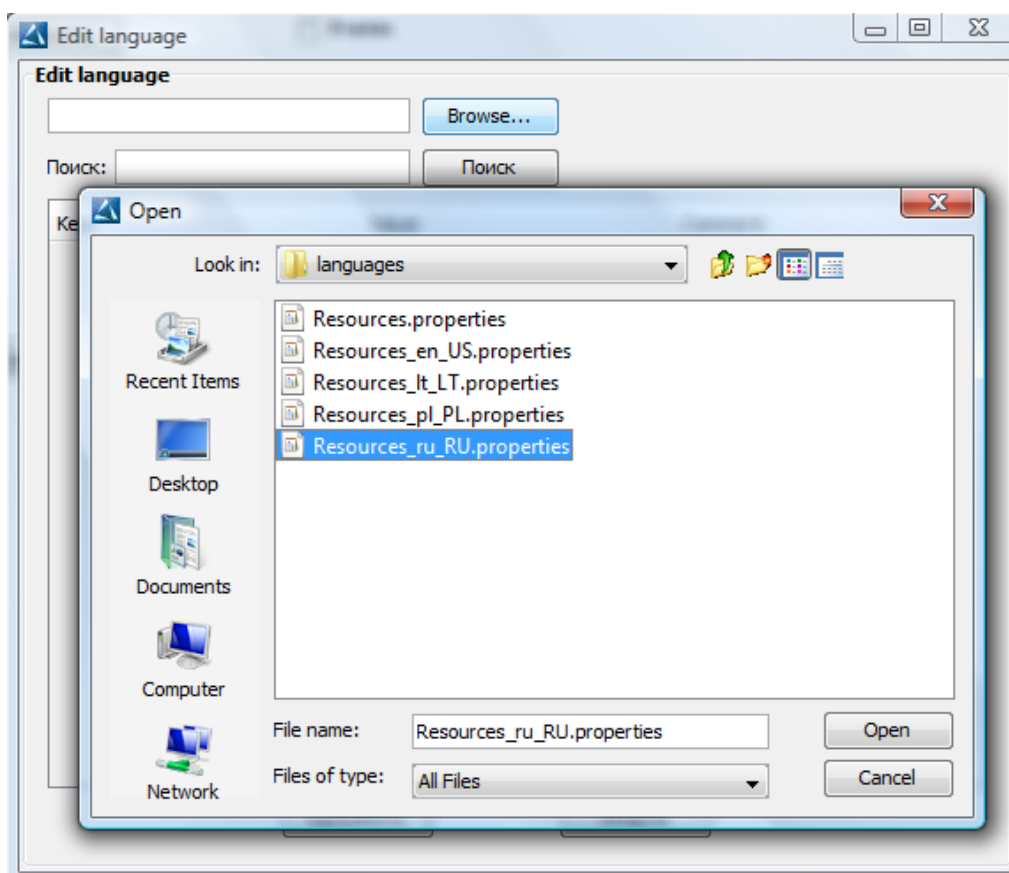 Edit language
Edit language
Browse...
Поиск:
Поиск
Ke
Open
Look in:
languages
Resources.properties
Resources_en_US.properties
Resources_lt_LT.properties
Resources_pl_PL.properties
Resources_ru_RU.properties
Recent Items
Desktop
Documents
Computer
Network
File name:
Resources_ru_RU.properties
Open
Files of type:
All Files
Cancel